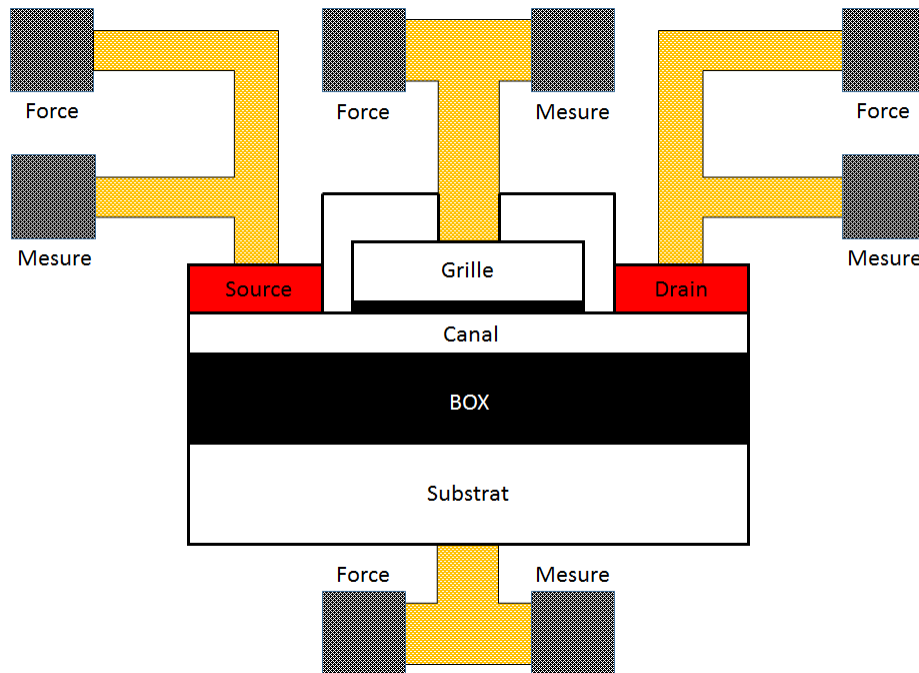 Force
Force
Mesure
Force
Mesure
Mesure
Grille
Source
Drain
Canal
BOX
Substrat
Force
Mesure